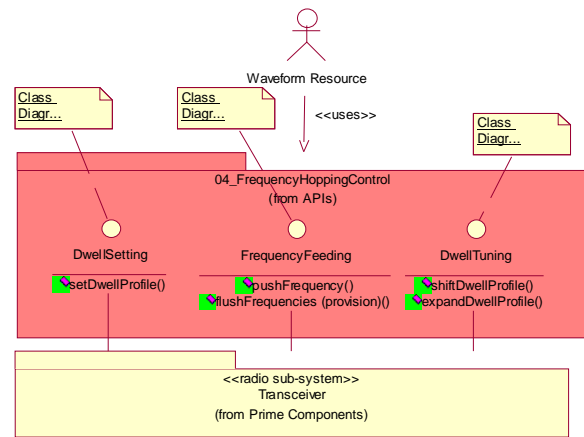 Waveform Resource
Class
Diagr...
Class
Diagr...
<<uses>>
Class
Diagr...
04_FrequencyHoppingControl
(from APIs)
DwellSetting
FrequencyFeeding
DwellTuning
setDwellProfile()
pushFrequency()
shiftDwellProfile()
flushFrequencies (provision)()
expandDwellProfile()
<<radio sub-system>>
Transceiver
(from Prime Components)